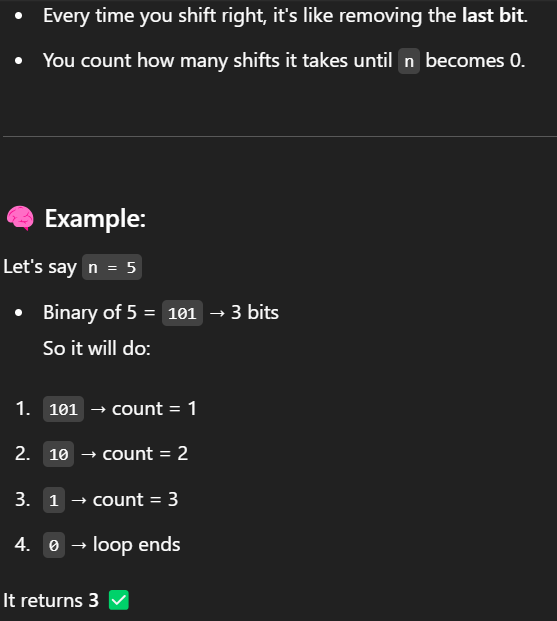 • Every time you shift right, it's like removing the last bit.
• You count how many shifts it takes until n becomes 0.
🧠 Example:
Let's say n = 5
• Binary of 5 = 101 → 3 bits
So it will do:
1. 101 → count = 1
2. 10 → count = 2
3. 1 → count = 3
4. 0 → loop ends
It returns 3 ✅